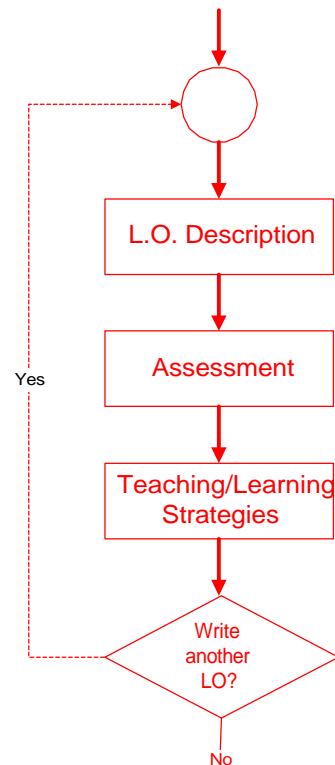 L.O. Description
Assessment
Yes
Teaching/Learning
Strategies
Write
another
LO?
No